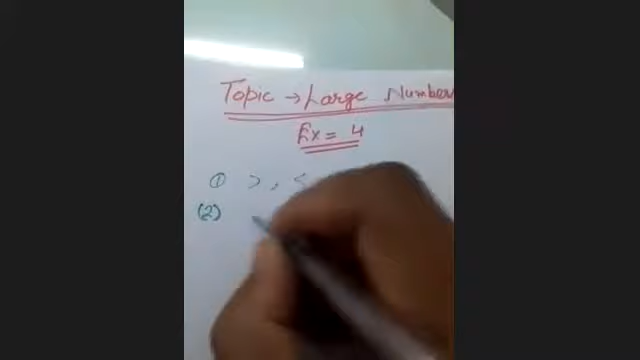 Topic → Large Number
Ex = 4
① > , <
(2)